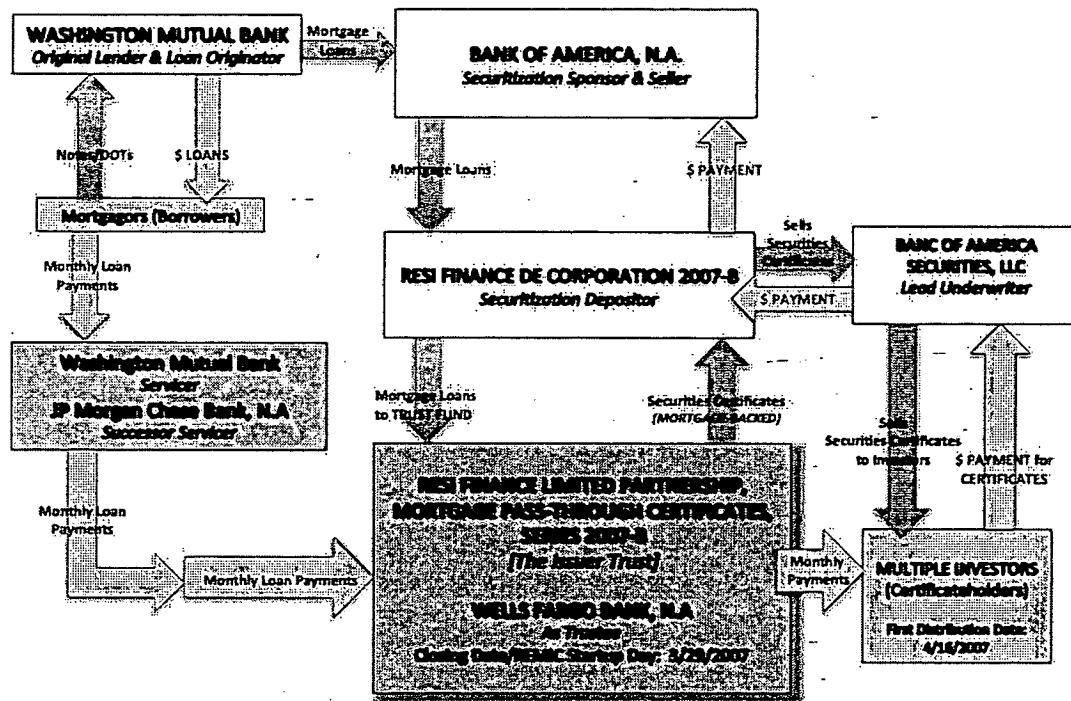 WASHINGTON MUTUAL BANK
Original Lender & Loan Originator
Mortgage
Loans
BANK OF AMERICA, N.A.
Securitization Sponsor & Seller
Notes/DOTs
$ LOANS
Mortgage Loans
$ PAYMENT
Mortgagors (Borrowers)
Monthly Loan
Payments
RESI FINANCE DE CORPORATION 2007-B
Securitization Depositor
Sells
Securities
Certificates
$ PAYMENT
BANC OF AMERICA
SECURITIES, LLC
Lead Underwriter
Washington Mutual Bank
Servicer
JP Morgan Chase Bank, N.A
Successor Servicer
Mortgage Loans
to TRUST FUND
Securities Certificates
(MORTGAGE-BACKED)
Sells
Securities Certificates
to Investors
$ PAYMENT for
CERTIFICATES
Monthly Loan
Payments
Monthly Loan Payments
RESI FINANCE LIMITED PARTNERSHIP,
MORTGAGE PASS-THROUGH CERTIFICATES,
SERIES 2007-B
[The Issuer Trust]
WELLS FARGO BANK, N.A
As Trustee
Closing Date/REMIC Startup Day: 3/29/2007
$ Monthly
Payments
MULTIPLE INVESTORS
(Certificateholders)
First Distribution Date:
4/16/2007